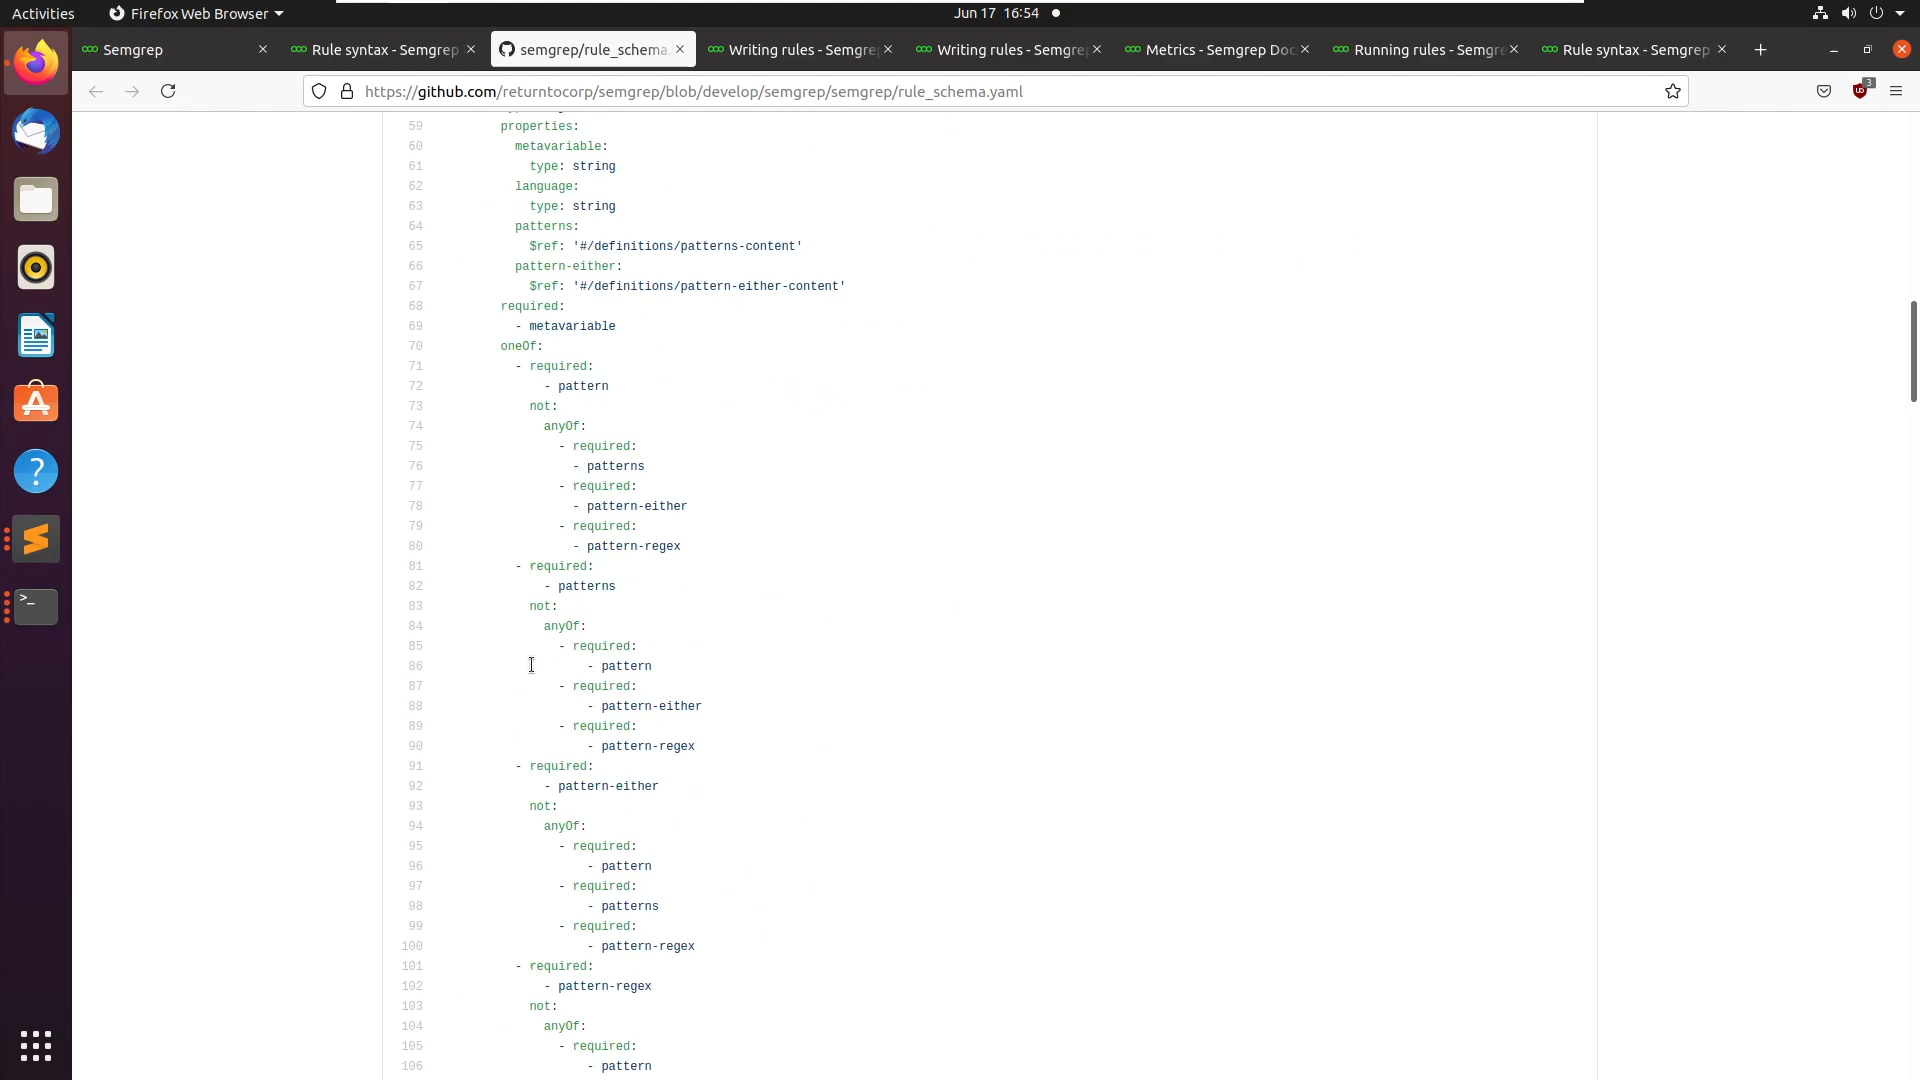 Activities Firefox Web Browser Jun 17 16:54
Semgrep Rule syntax - Semgrep semgrep/rule_schema. Writing rules - Semgrep Writing rules - Semgrep Metrics - Semgrep Doc Running rules - Semgre Rule syntax - Semgrep
https://github.com/returntocorp/semgrep/blob/develop/semgrep/semgrep/rule_schema.yaml 3
59 properties:
60 metavariable:
61 type: string
62 language:
63 type: string
64 patterns:
65 $ref: '#/definitions/patterns-content'
66 pattern-either:
67 $ref: '#/definitions/pattern-either-content'
68 required:
69 - metavariable
70 oneOf:
71 - required:
72 - pattern
73 not:
74 anyOf:
75 - required:
76 - patterns
77 - required:
78 - pattern-either
79 - required:
80 - pattern-regex
81 - required:
82 - patterns
83 not:
84 anyOf:
85 - required:
86 - pattern
87 - required:
88 - pattern-either
89 - required:
90 - pattern-regex
91 - required:
92 - pattern-either
93 not:
94 anyOf:
95 - required:
96 - pattern
97 - required:
98 - patterns
99 - required:
100 - pattern-regex
101 - required:
102 - pattern-regex
103 not:
104 anyOf:
105 - required:
106 - pattern